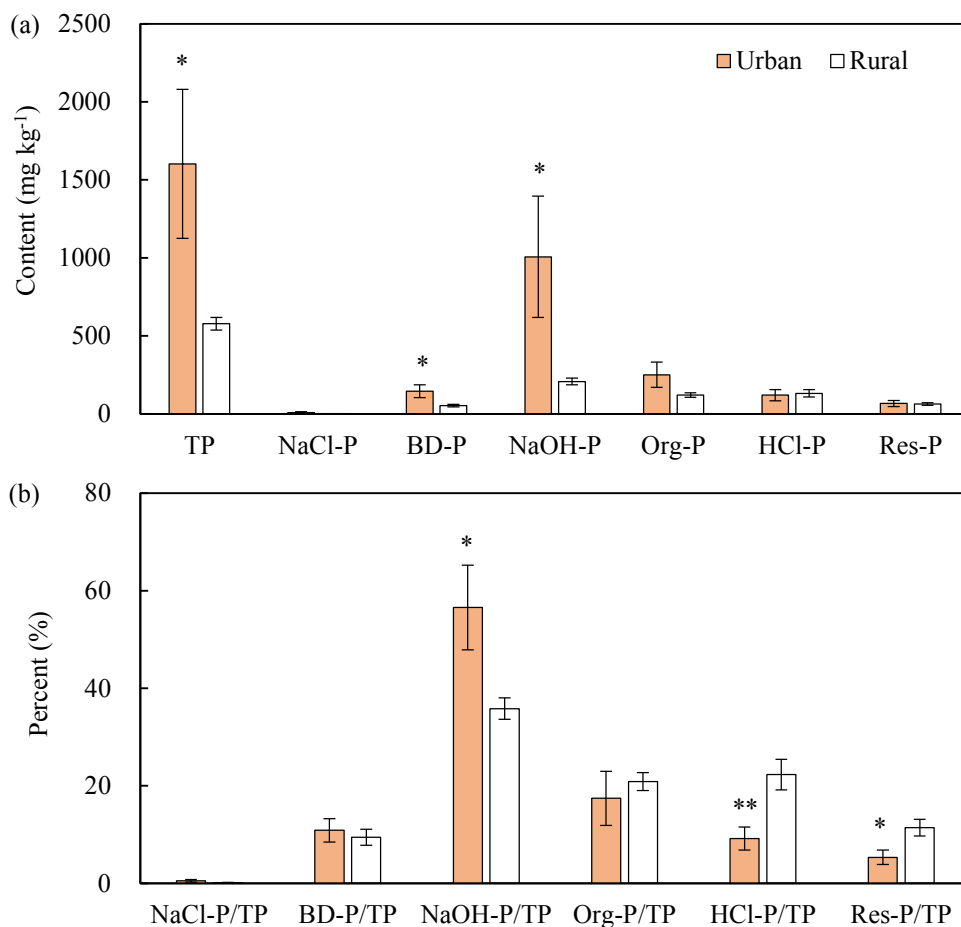 (a)
Content (mg kg⁻¹)
2500
2000
1500
1000
500
0
Urban Rural
*
*
*
TP NaCl-P BD-P NaOH-P Org-P HCl-P Res-P
(b)
Percent (%)
80
60
40
20
0
*
**
*
NaCl-P/TP BD-P/TP NaOH-P/TP Org-P/TP HCl-P/TP Res-P/TP